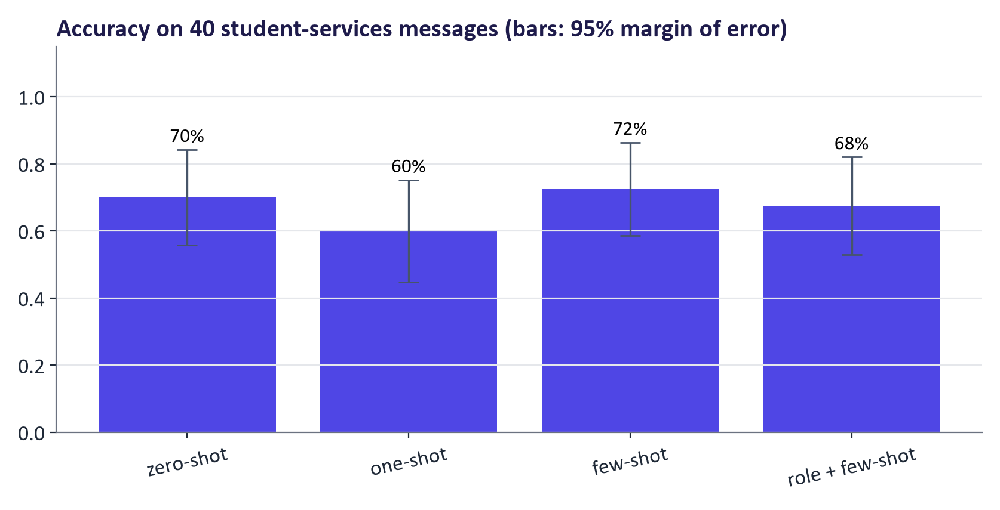 Accuracy on 40 student-services messages (bars: 95% margin of error)
1.0
0.8
0.6
0.4
0.2
0.0
70%
60%
72%
68%
zero-shot
one-shot
few-shot
role + few-shot